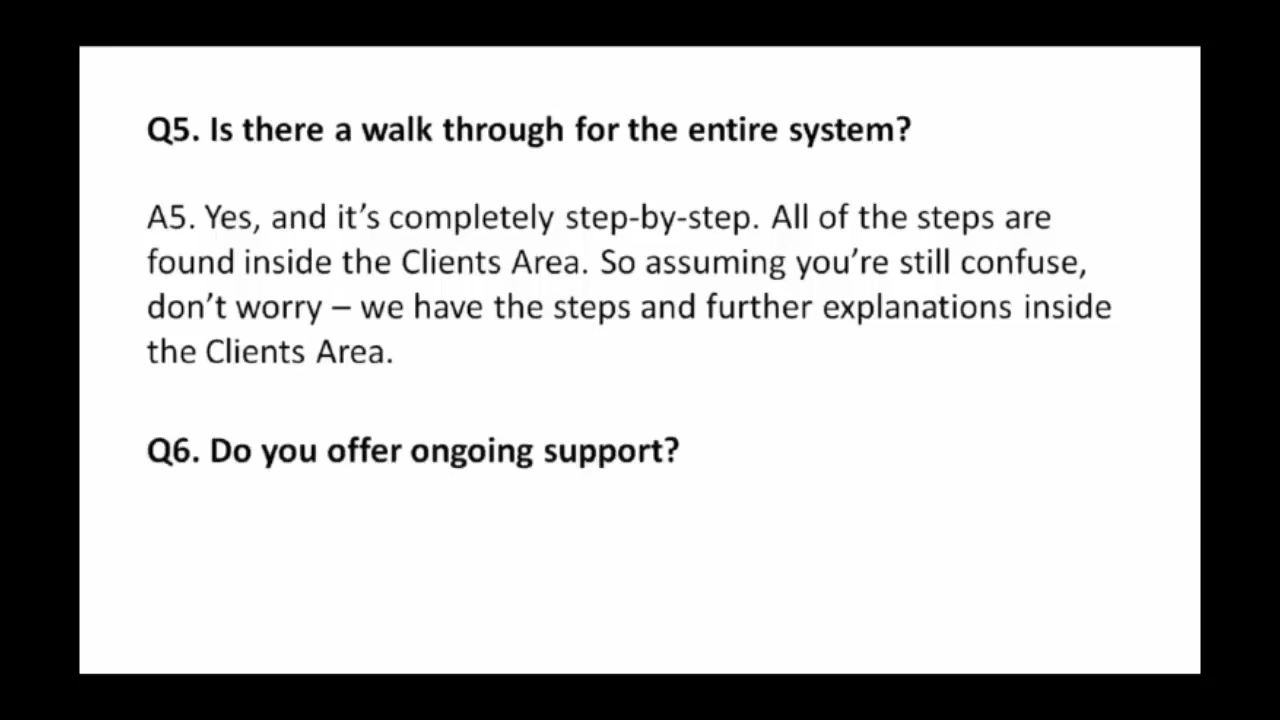 Q5. Is there a walk through for the entire system?
A5. Yes, and it’s completely step-by-step. All of the steps are
found inside the Clients Area. So assuming you’re still confuse,
don’t worry – we have the steps and further explanations inside
the Clients Area.
Q6. Do you offer ongoing support?